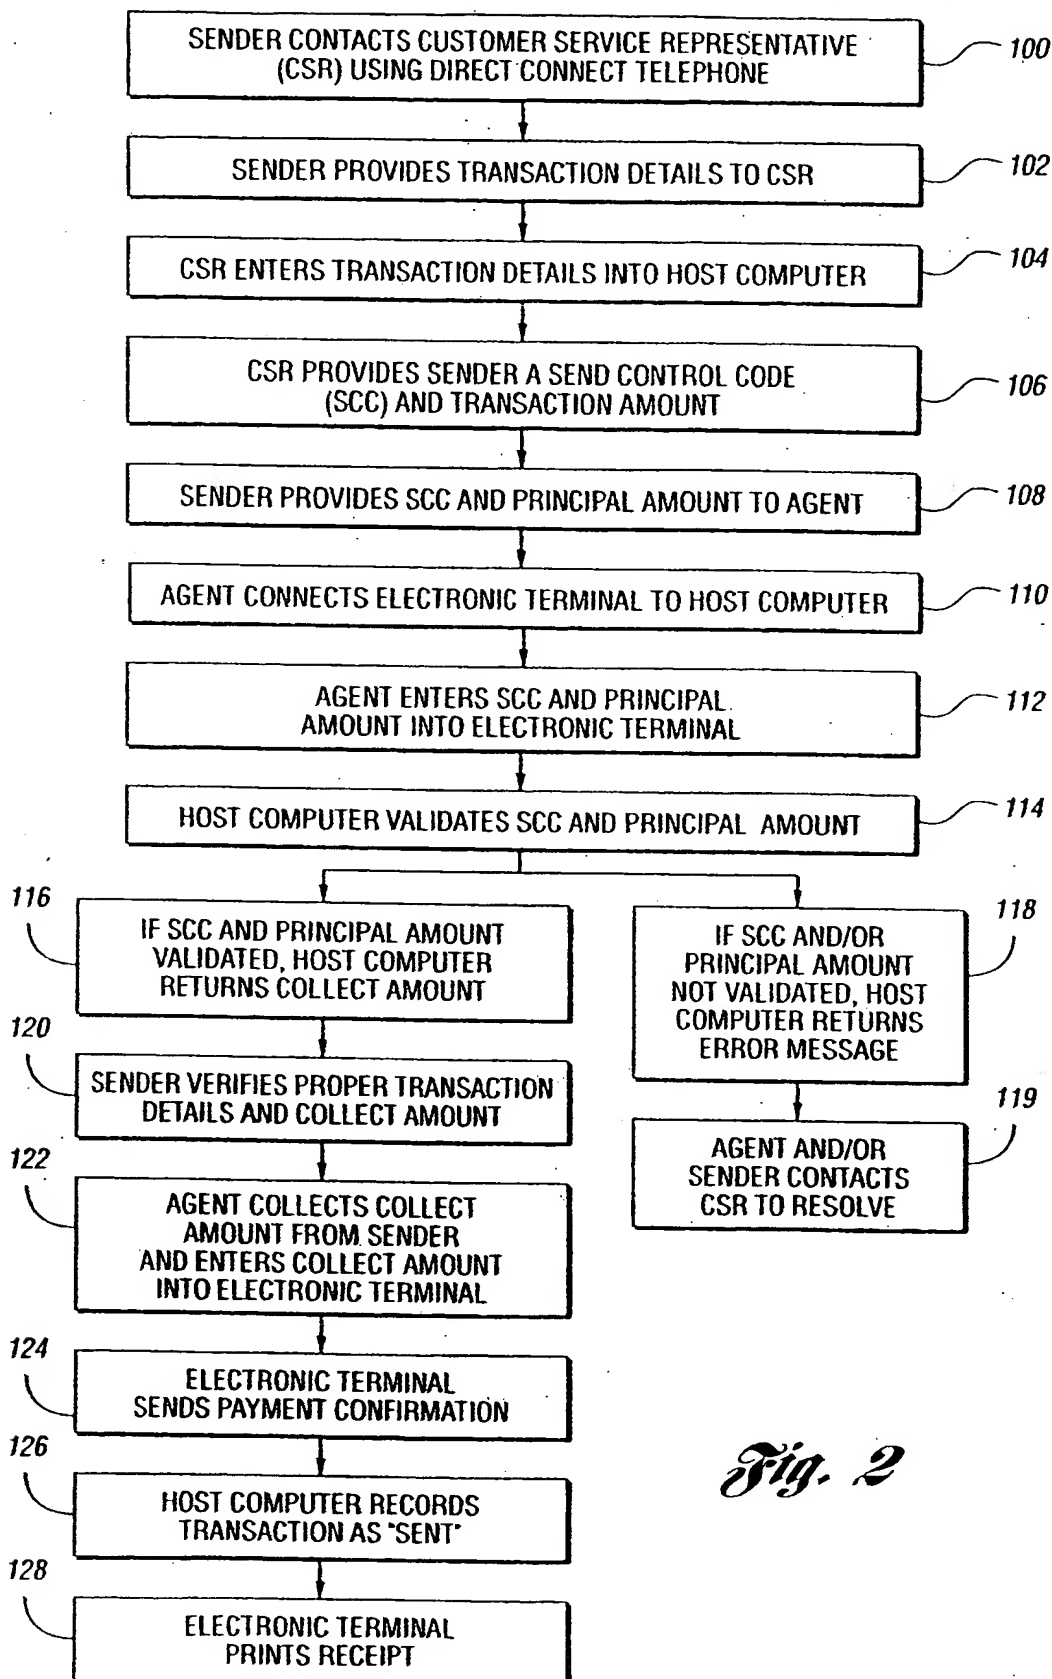 SENDER CONTACTS CUSTOMER SERVICE REPRESENTATIVE
(CSR) USING DIRECT CONNECT TELEPHONE
100
SENDER PROVIDES TRANSACTION DETAILS TO CSR
102
CSR ENTERS TRANSACTION DETAILS INTO HOST COMPUTER
104
CSR PROVIDES SENDER A SEND CONTROL CODE
(SCC) AND TRANSACTION AMOUNT
106
SENDER PROVIDES SCC AND PRINCIPAL AMOUNT TO AGENT
108
AGENT CONNECTS ELECTRONIC TERMINAL TO HOST COMPUTER
110
AGENT ENTERS SCC AND PRINCIPAL
AMOUNT INTO ELECTRONIC TERMINAL
112
HOST COMPUTER VALIDATES SCC AND PRINCIPAL AMOUNT
114
116
IF SCC AND PRINCIPAL AMOUNT
VALIDATED, HOST COMPUTER
RETURNS COLLECT AMOUNT
118
IF SCC AND/OR
PRINCIPAL AMOUNT
NOT VALIDATED, HOST
COMPUTER RETURNS
ERROR MESSAGE
120
SENDER VERIFIES PROPER TRANSACTION
DETAILS AND COLLECT AMOUNT
119
AGENT AND/OR
SENDER CONTACTS
CSR TO RESOLVE
122
AGENT COLLECTS COLLECT
AMOUNT FROM SENDER
AND ENTERS COLLECT AMOUNT
INTO ELECTRONIC TERMINAL
124
ELECTRONIC TERMINAL
SENDS PAYMENT CONFIRMATION
126
HOST COMPUTER RECORDS
TRANSACTION AS "SENT"
128
ELECTRONIC TERMINAL
PRINTS RECEIPT
Fig. 2